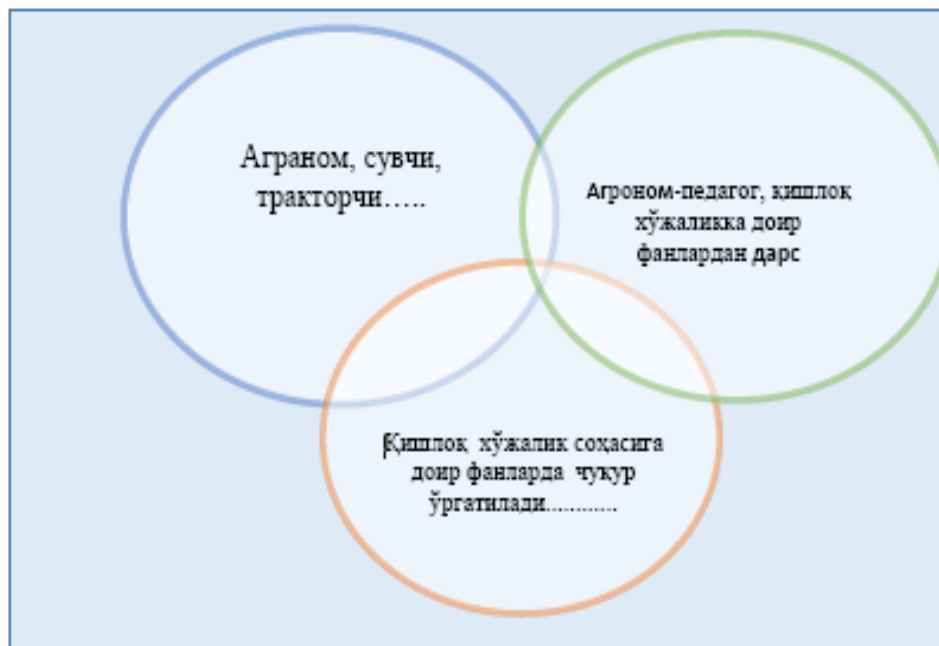 Аграном, сувчи,
тракторчи…..
Агроном-педагог, қишлоқ
хўжаликка доир
фанлардан дарс
Қишлоқ хўжалик соҳасига
доир фанларда чуқур
ўргатилади............